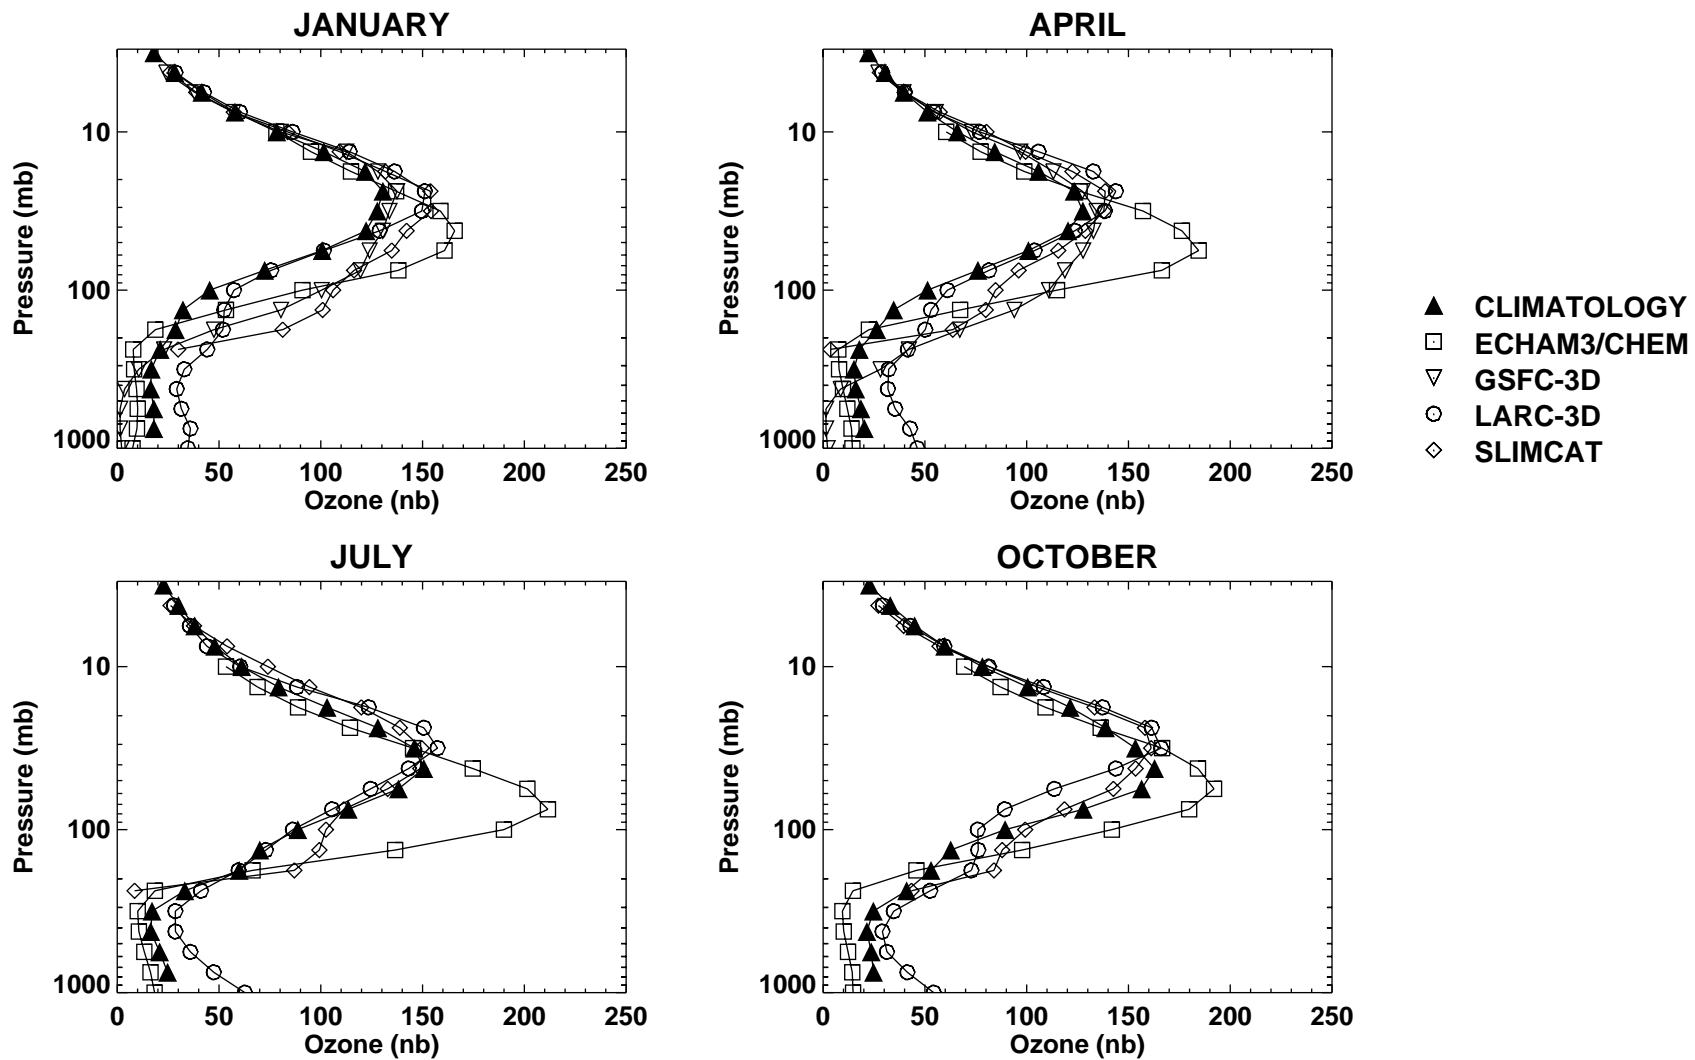 JANUARY
Pressure (mb)
10
100
1000
0 50 100 150 200 250
Ozone (nb)
APRIL
Pressure (mb)
10
100
1000
0 50 100 150 200 250
Ozone (nb)
CLIMATOLOGY
ECHAM3/CHEM
GSFC-3D
LARC-3D
SLIMCAT
JULY
Pressure (mb)
10
100
1000
0 50 100 150 200 250
Ozone (nb)
OCTOBER
Pressure (mb)
10
100
1000
0 50 100 150 200 250
Ozone (nb)